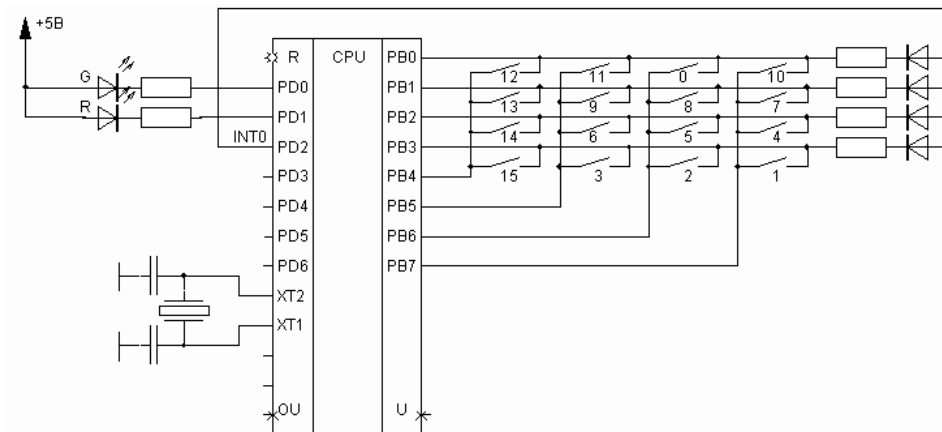 +5В
G
R
INT0
R CPU PB0
PD0 PB1
PD1 PB2
PD2 PB3
PD3 PB4
PD4 PB5
PD5 PB6
PD6 PB7
XT2
XT1
OU U
12 11 0 10
13 9 8 7
14 6 5 4
15 3 2 1